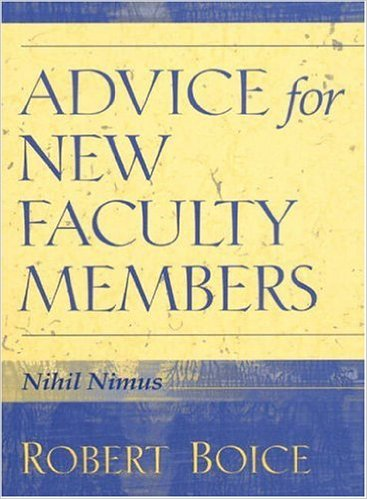 ADVICE for
NEW
FACULTY
MEMBERS
Nihil Nimus
ROBERT BOICE